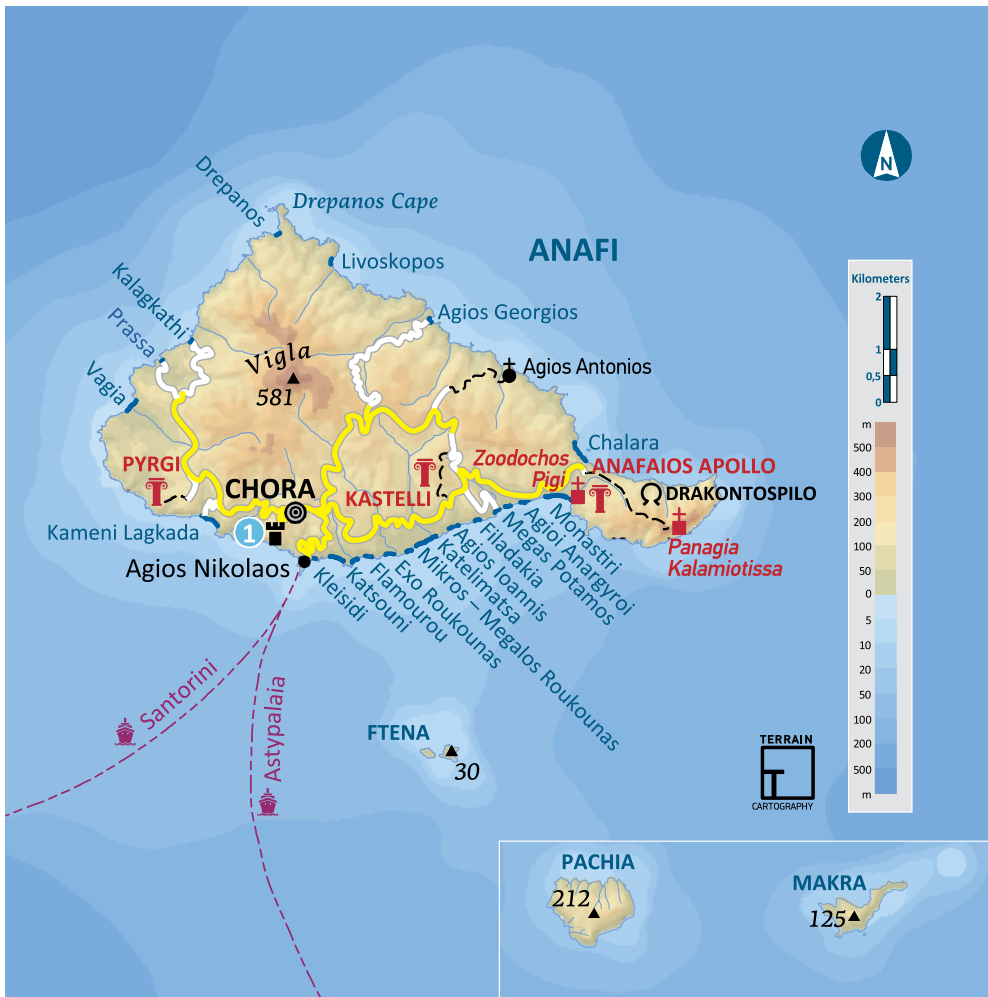 Drepanos
Drepanos Cape
N
ANAFI
Livoskopos
Kalagkathi
Agios Georgios
Prassa
Vigla
581
Agios Antonios
Vagia
Chalara
PYRGI
Zoodochos
Pigi
ANAFAIOS APOLLO
CHORA
KASTELLI
DRAKONTOSPILO
Kameni Lagkada
1
Panagia
Kalamiotissa
Agios Nikolaos
Kleisidi
Katsouni
Flamourou
Exo Roukounas
Mikros - Megalos Roukounas
Katelimatsa
Agios Ioannis
Filadakia
Megas Potamos
Agioi Anargyroi
Monastiri
Santorini
Astypalaia
FTENA
30
Kilometers
2
1
0,5
0
m
500
400
300
200
100
50
0
5
10
20
50
100
200
500
m
TERRAIN
T
CARTOGRAPHY
PACHIA
212
MAKRA
125